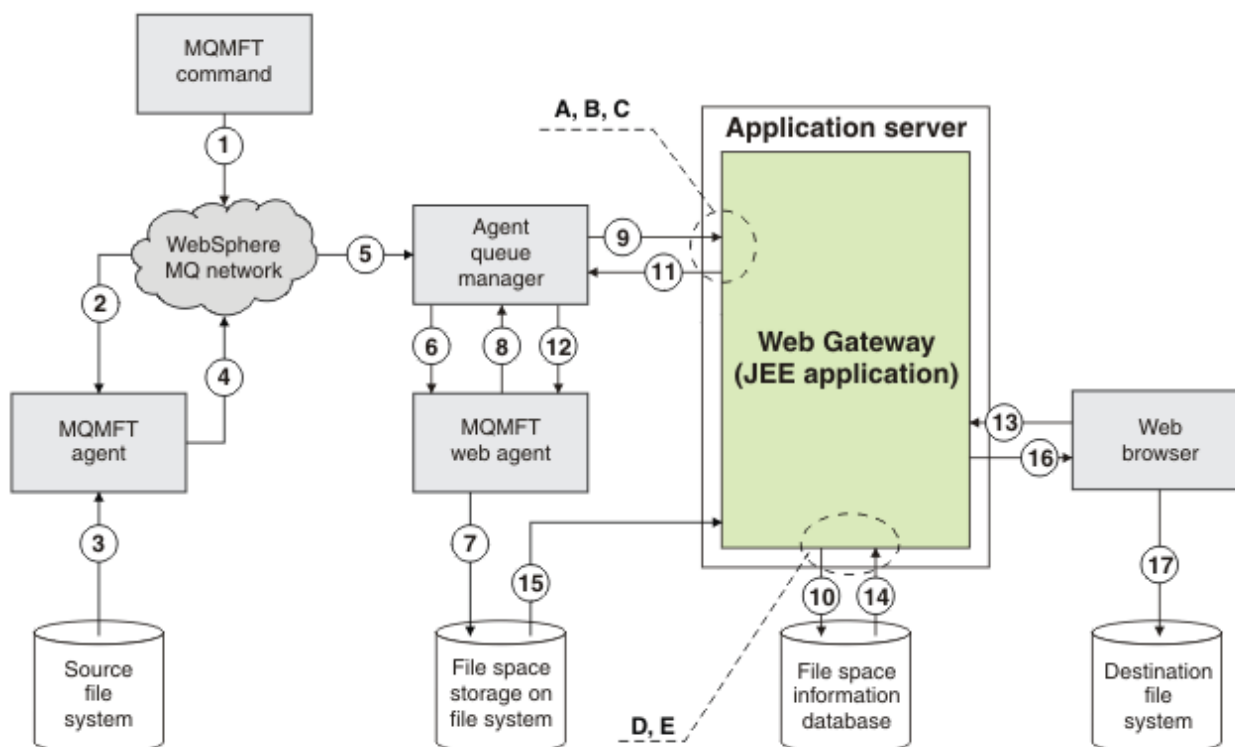 MQMFT
command
1
A, B, C
Application server
WebSphere
MQ network
5
Agent
queue
manager
9
11
2
4
6
8
12
Web Gateway
(JEE application)
MQMFT
agent
MQMFT
web agent
13
16
Web
browser
3
7
15
10
14
17
Source
file
system
File space
storage on
file system
D, E
File space
information
database
Destination
file
system